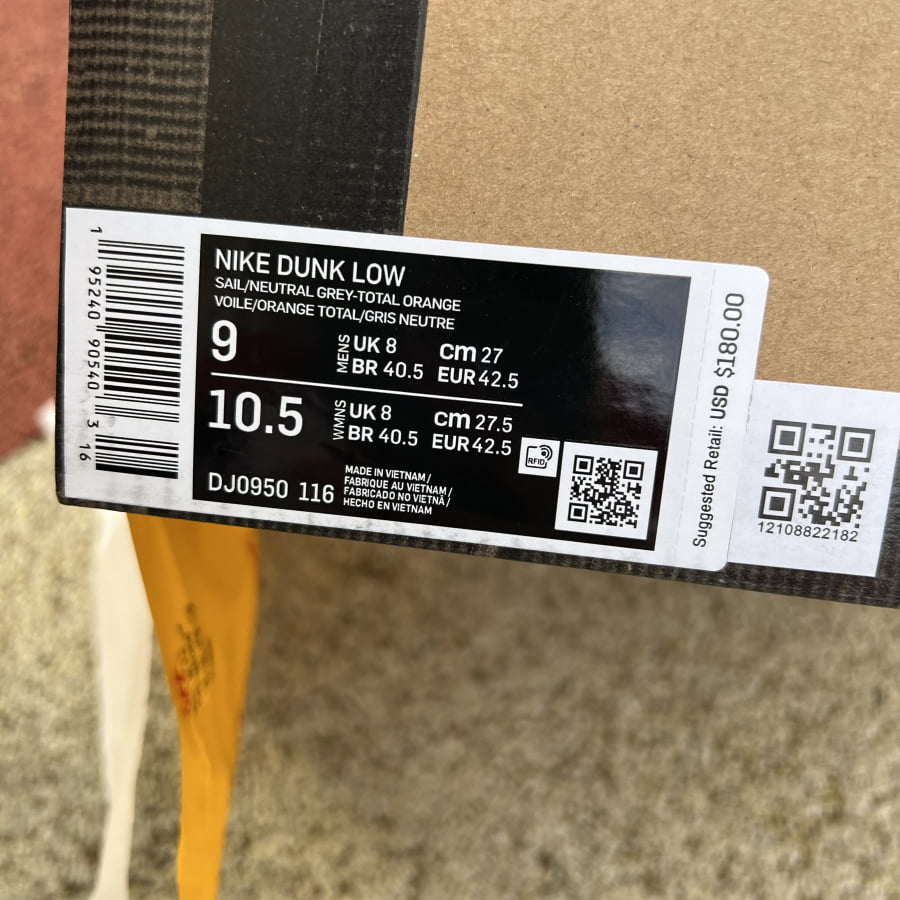 NIKE DUNK LOW
SAIL/NEUTRAL GREY-TOTAL ORANGE
VOILE/ORANGE TOTAL/GRIS NEUTRE
9 MENS UK 8 cm 27
BR 40.5 EUR 42.5
10.5 WMNS UK 8 cm 27.5
BR 40.5 EUR 42.5
RFID
DJ0950 116
MADE IN VIETNAM /
FABRIQUE AU VIETNAM /
FABRICADO NO VIETNÃ /
HECHO EN VIETNAM
1 95240 90540 3 16
Suggested Retail: USD $180.00
12108822182